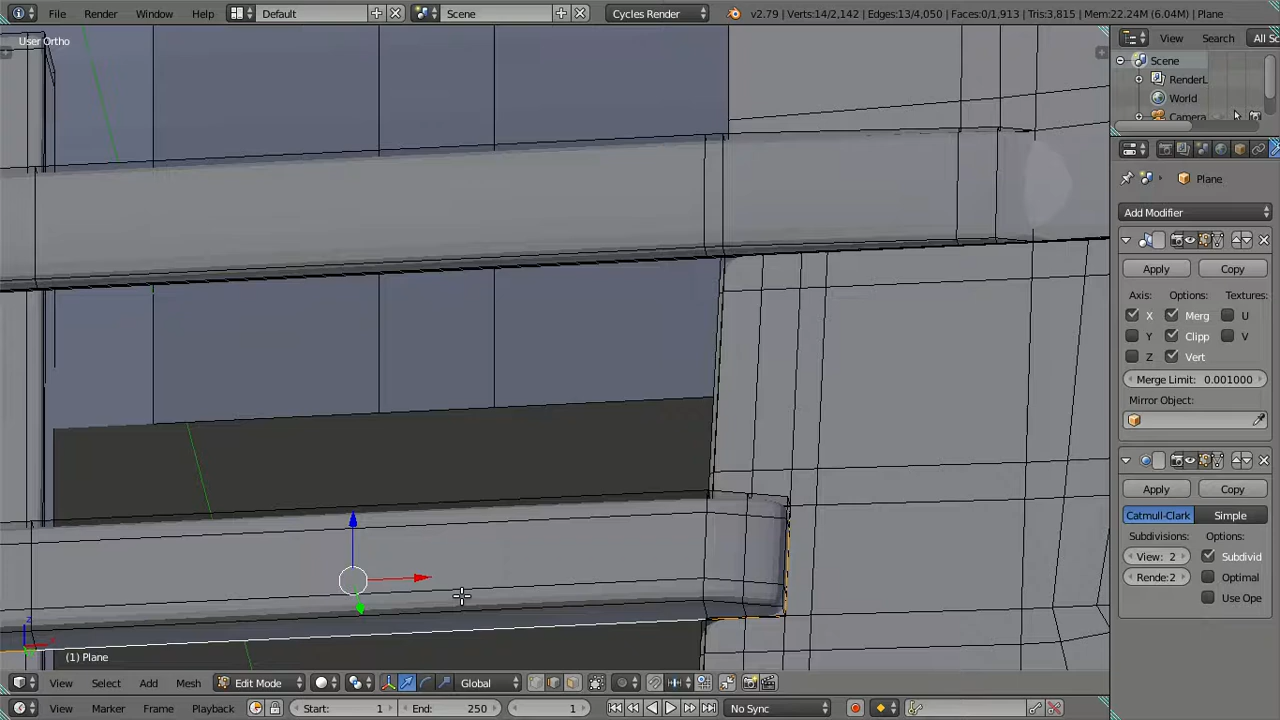 File Render Window Help Default Scene Cycles Render v2.79 | Verts:14/2,142 | Edges:13/4,050 | Faces:0/1,913 | Tris:3,815 | Mem:22.24M (6.04M) | Plane
User Ortho
View Search All Sc
Scene
RenderL
World
Camera
Plane
Add Modifier
Apply Copy
Axis: Options: Textures:
X Merg U
Y Clipp V
Z Vert
Merge Limit: 0.001000
Mirror Object:
Apply Copy
Catmull-Clark Simple
Subdivisions: Options:
View: 2 Subdivid
Rende:2 Optimal
Use Ope
z
(1) Plane
View Select Add Mesh Edit Mode Global
View Marker Frame Playback Start: 1 End: 250 1 No Sync